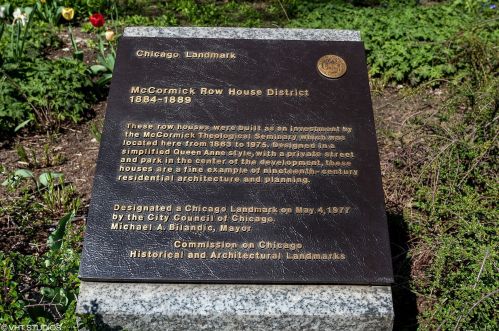 Chicago Landmark
McCormick Row House District
1884-1889
These row houses were built as an investment by
the McCormick Theological Seminary which was
located here from 1863 to 1975. Designed in a
simplified Queen Anne style, with a private street
and park in the center of the development, these
houses are a fine example of nineteenth-century
residential architecture and planning.
Designated a Chicago Landmark on May 4, 1977
by the City Council of Chicago.
Michael A. Bilandic, Mayor
Commission on Chicago
Historical and Architectural Landmarks
© VHT STUDIOS